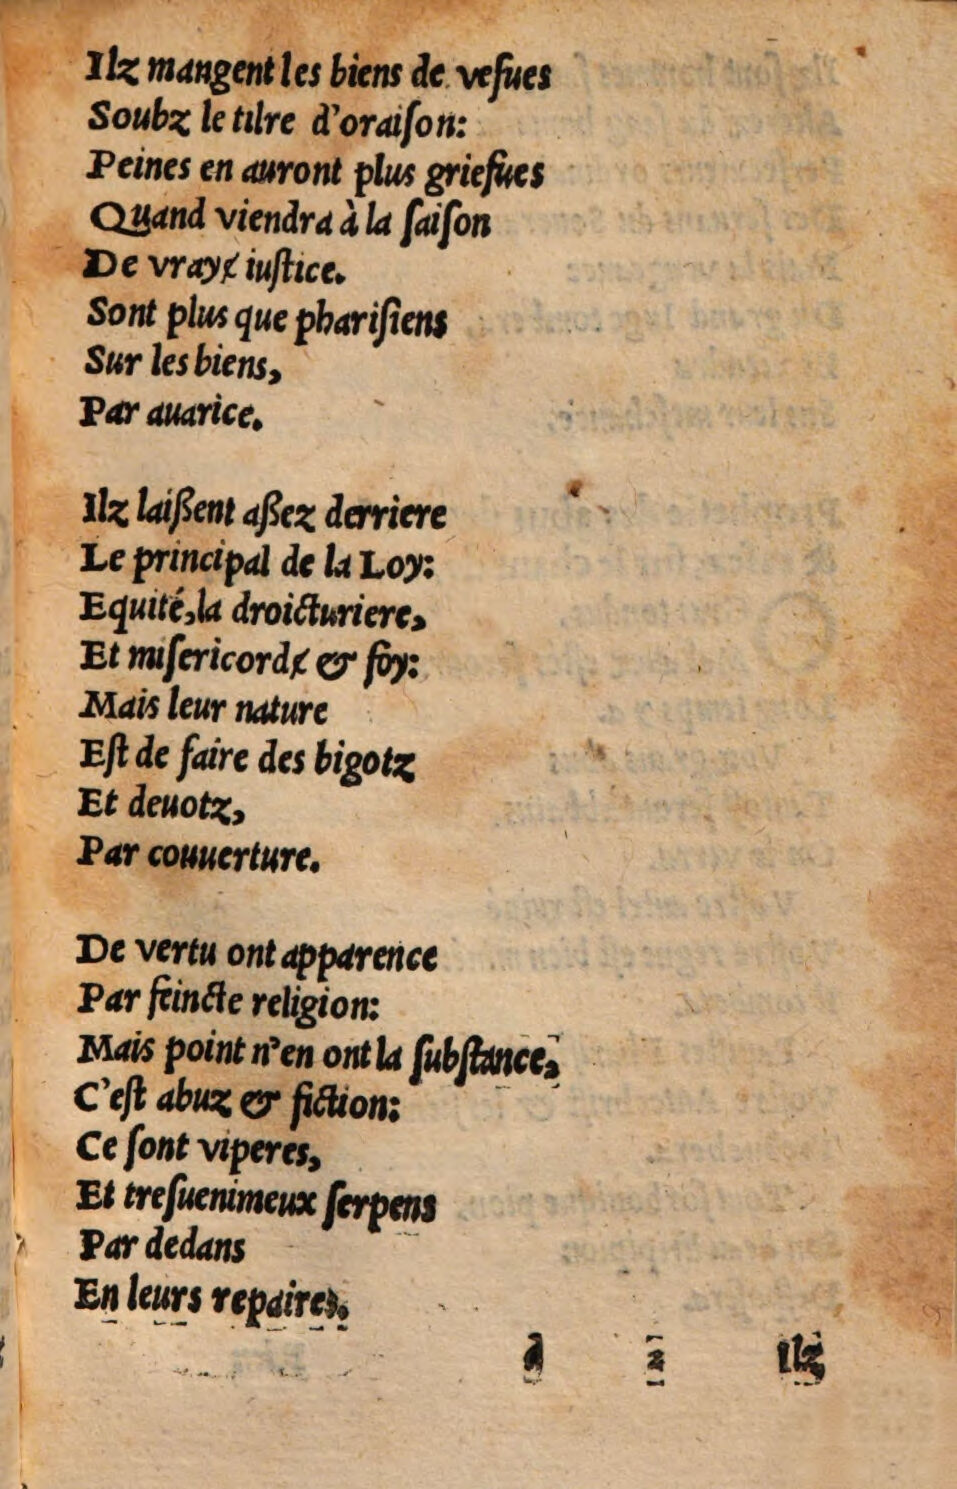 Ilz mangent les biens de vefues
Soubz le tilre d'oraiſon:
Peines en auront plus griefues
Quand viendra à la ſaiſon
De vrayɇ iuſtice.
Sont plus que phariſiens
Sur les biens,
Par auarice.
Ilz laißent aßez derriere
Le principal de la Loy:
Equité, la droicturiere,
Et miſericordɇ & foy:
Mais leur nature
Eſt de faire des bigotz
Et deuotz,
Par couuerture.
De vertu ont apparence
Par feincte religion:
Mais point n'en ont la ſubſtance,
C'eſt abuz & fiction:
Ce ſont viperes,
Et treſuenimeux ſerpens
Par dedans
En leurs repaires.
d 2 Ilz